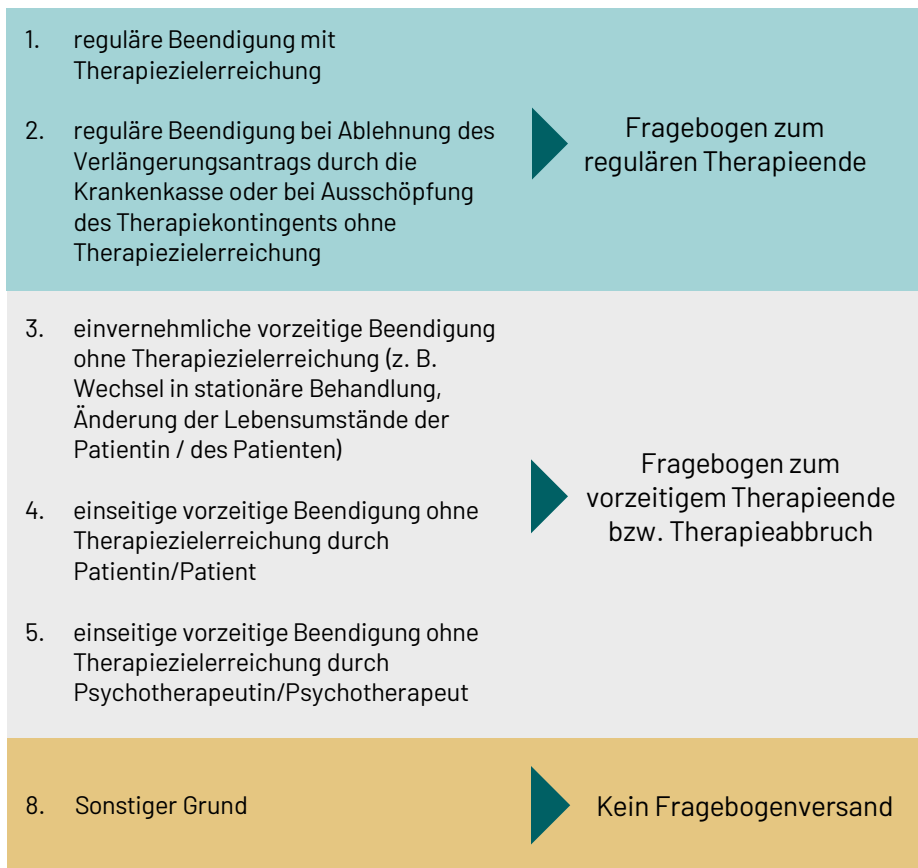 1. reguläre Beendigung mit
Therapiezielerreichung
2. reguläre Beendigung bei Ablehnung des
Verlängerungsantrags durch die
Krankenkasse oder bei Ausschöpfung
des Therapiekontingents ohne
Therapiezielerreichung
Fragebogen zum
regulären Therapieende
3. einvernehmliche vorzeitige Beendigung
ohne Therapiezielerreichung (z. B.
Wechsel in stationäre Behandlung,
Änderung der Lebensumstände der
Patientin / des Patienten)
4. einseitige vorzeitige Beendigung ohne
Therapiezielerreichung durch
Patientin/Patient
5. einseitige vorzeitige Beendigung ohne
Therapiezielerreichung durch
Psychotherapeutin/Psychotherapeut
Fragebogen zum
vorzeitigem Therapieende
bzw. Therapieabbruch
8. Sonstiger Grund
Kein Fragebogenversand